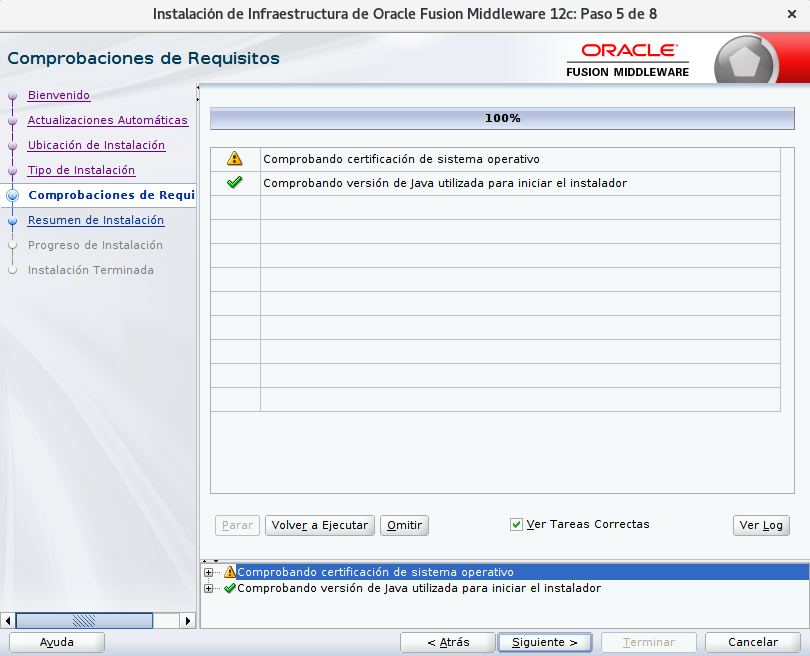 Instalación de Infraestructura de Oracle Fusion Middleware 12c: Paso 5 de 8
Comprobaciones de Requisitos
ORACLE
FUSION MIDDLEWARE
Bienvenido
Actualizaciones Automáticas
Ubicación de Instalación
Tipo de Instalación
Comprobaciones de Requi
Resumen de Instalación
Progreso de Instalación
Instalación Terminada
100%
Comprobando certificación de sistema operativo
Comprobando versión de Java utilizada para iniciar el instalador
Parar Volver a Ejecutar Omitir Ver Tareas Correctas Ver Log
Comprobando certificación de sistema operativo
Comprobando versión de Java utilizada para iniciar el instalador
Ayuda < Atrás Siguiente > Terminar Cancelar